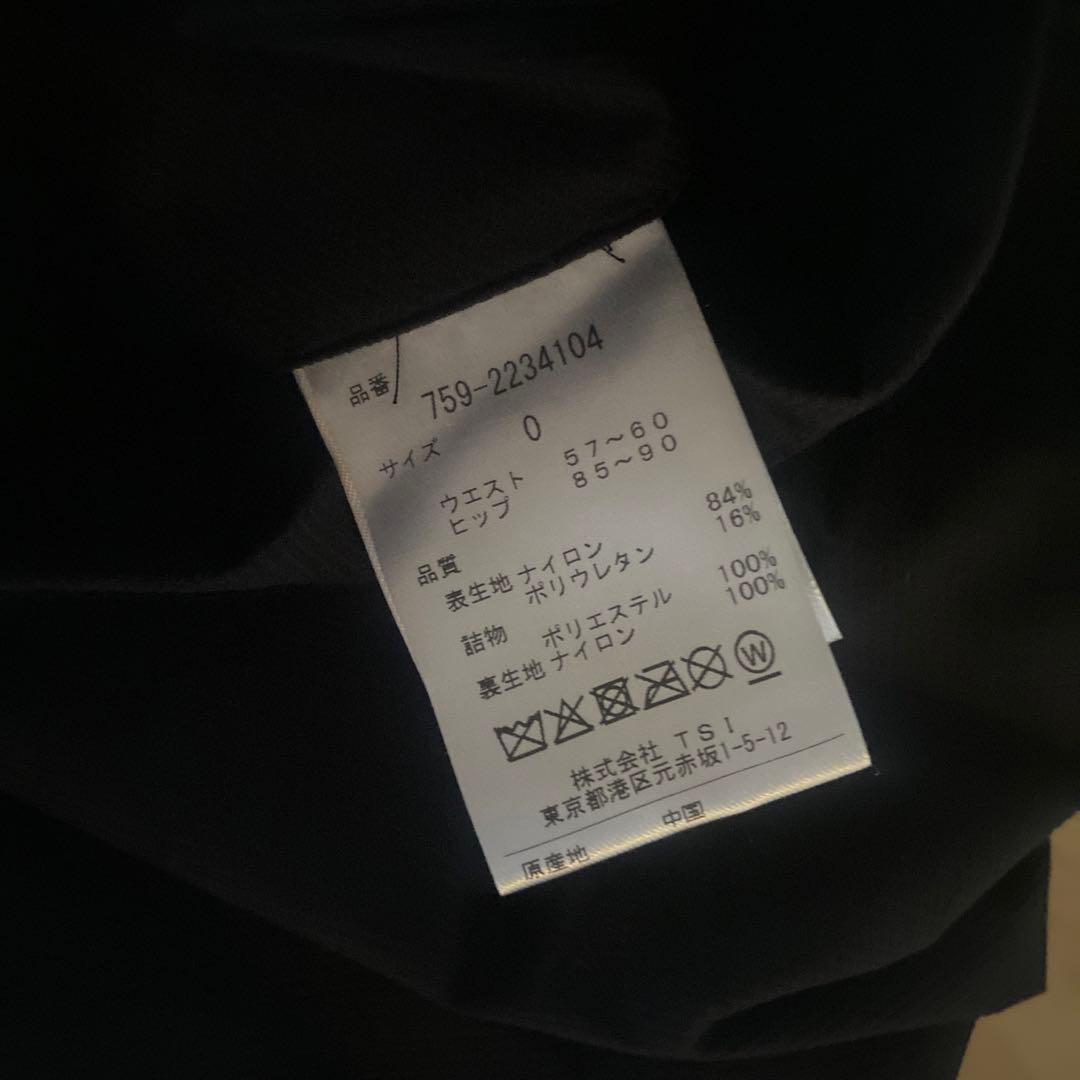 品番 759-2234104
サイズ 0
ウエスト 57～60
ヒップ 85～90
品質
表生地 ナイロン 84%
ポリウレタン 16%
詰物 ポリエステル 100%
裏生地 ナイロン 100%
W
株式会社 TSI
東京都港区元赤坂1-5-12
原産地 中国